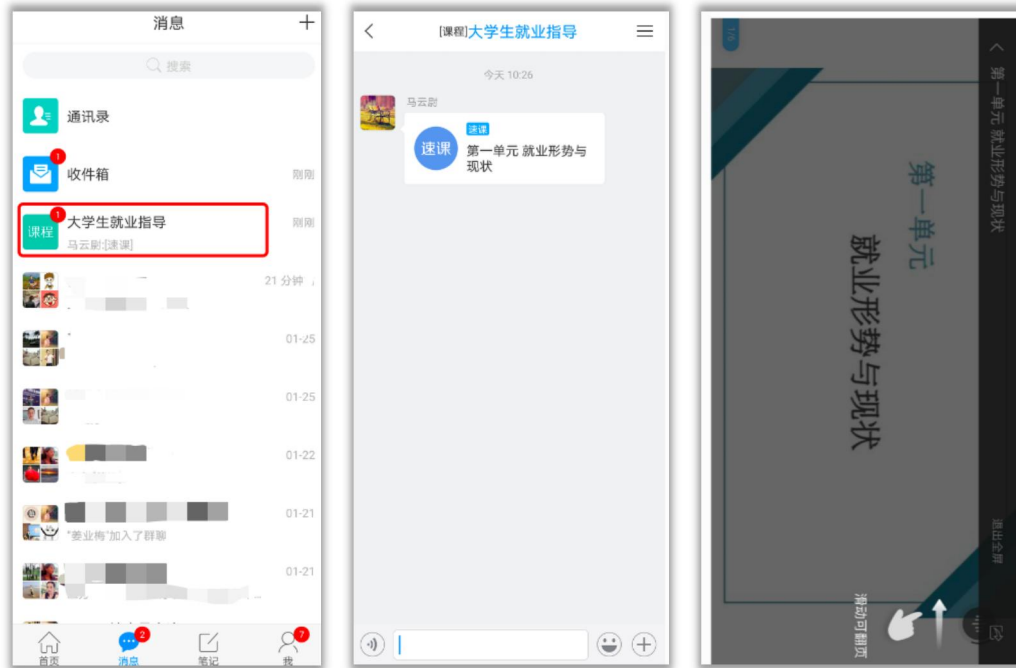 消息
搜索
通讯录
1
收件箱
刚刚
1
课程
大学生就业指导
刚刚
马云尉:[速课]
21 分钟
01-25
01-25
01-22
01-21
"姜业梅"加入了群聊
01-21
首页
2
消息
笔记
7
我
[课程]大学生就业指导
今天 10:26
马云尉
速课
速课
第一单元 就业形势与
现状
第一单元 就业形势与现状
退出全屏
1/6
第一单元
就业形势与现状
滑动可翻页